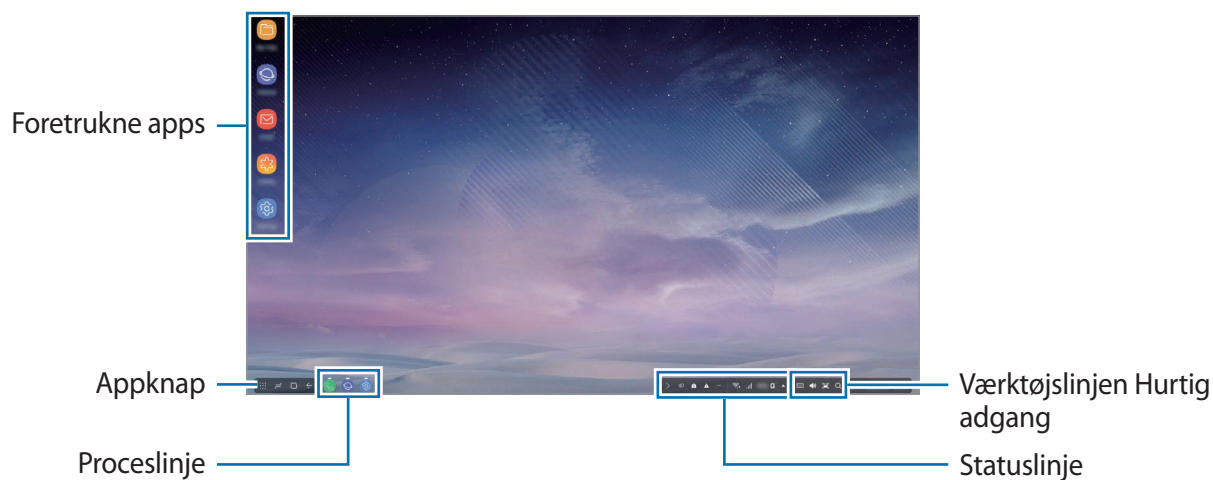 Foretrukne apps
Appknap
Proceslinje
Værktøjslinjen Hurtig
adgang
Statuslinje